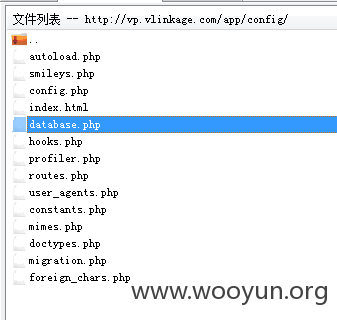 文件列表 -- http://vp.vlinkage.com/app/config/
..
autoload.php
smileys.php
config.php
index.html
database.php
hooks.php
profiler.php
routes.php
user_agents.php
constants.php
mimes.php
doctypes.php
migration.php
foreign_chars.php
www.wooyun.org